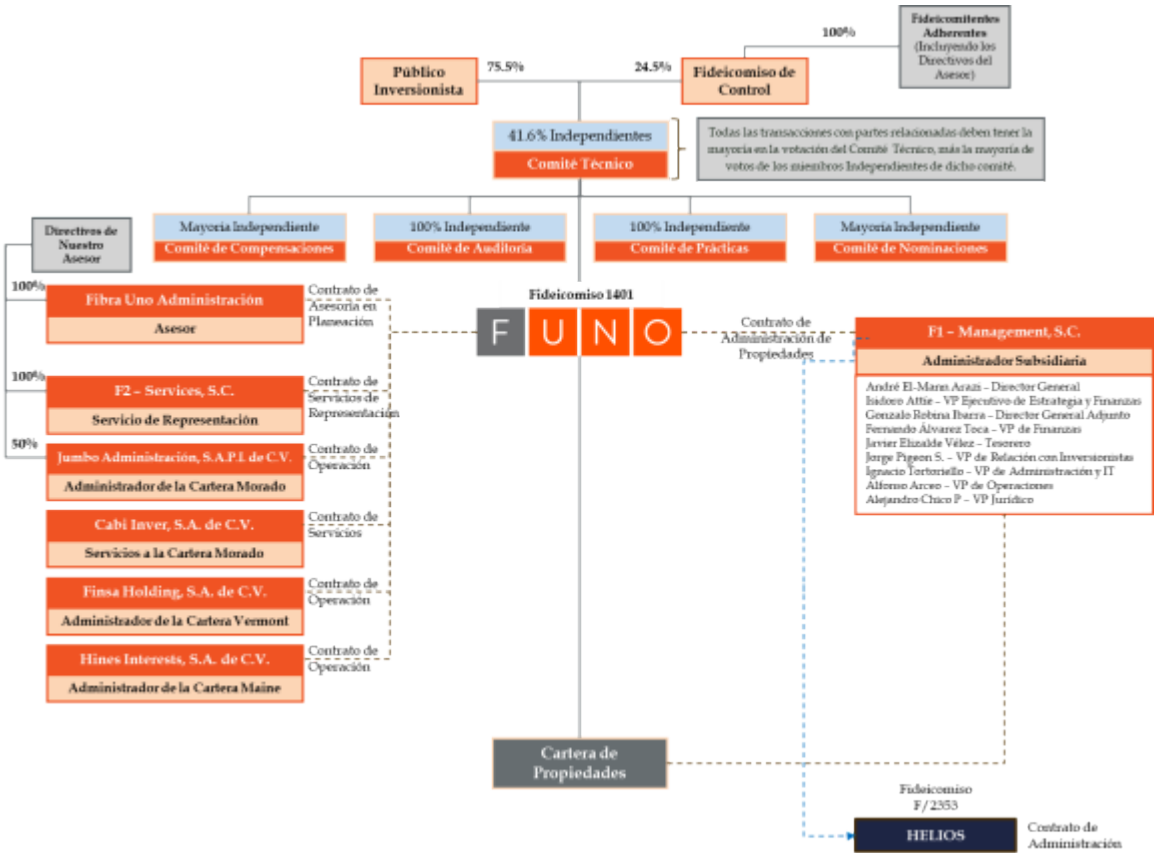 Fideicomitentes
Adherentes
(Incluyendo los
Directivos del
Asesor)
100%
Público
Inversionista
75.5%
24.5%
Fideicomiso de
Control
41.6% Independientes
Comité Técnico
Todas las transacciones con partes relacionadas deben tener la
mayoría en la votación del Comité Técnico, más la mayoría de
votos de los miembros Independientes de dicho comité.
Directivos de
Nuestro
Asesor
Mayoría Independiente
Comité de Compensaciones
100% Independiente
Comité de Auditoría
100% Independiente
Comité de Prácticas
Mayoría Independiente
Comité de Nominaciones
100%
Fibra Uno Administración
Asesor
Contrato de
Asesoría en
Planeación
Fideicomiso 1401
FUNO
Contrato de
Administración de
Propiedades
F1 – Management, S.C.
Administrador Subsidiaria
André El-Mann Arazi – Director General
Isidoro Attie – VP Ejecutivo de Estrategia y Finanzas
Gonzalo Robina Ibarra – Director General Adjunto
Fernando Álvarez Toca – VP de Finanzas
Javier Elizalde Vélez – Tesorero
Jorge Pigeon S. – VP de Relación con Inversionistas
Ignacio Tortoriello – VP de Administración y IT
Alfonso Arceo – VP de Operaciones
Alejandro Chico P – VP Jurídico
100%
F2 – Services, S.C.
Servicio de Representación
Contrato de
Servicios de
Representación
50%
Jumbo Administración, S.A.P.I. de C.V.
Administrador de la Cartera Morado
Contrato de
Operación
Cabi Inver, S.A. de C.V.
Servicios a la Cartera Morado
Contrato de
Servicios
Finsa Holding, S.A. de C.V.
Administrador de la Cartera Vermont
Contrato de
Operación
Hines Interests, S.A. de C.V.
Administrador de la Cartera Maine
Contrato de
Operación
Cartera de
Propiedades
Fideicomiso
F/2353
HELIOS
Contrato de
Administración